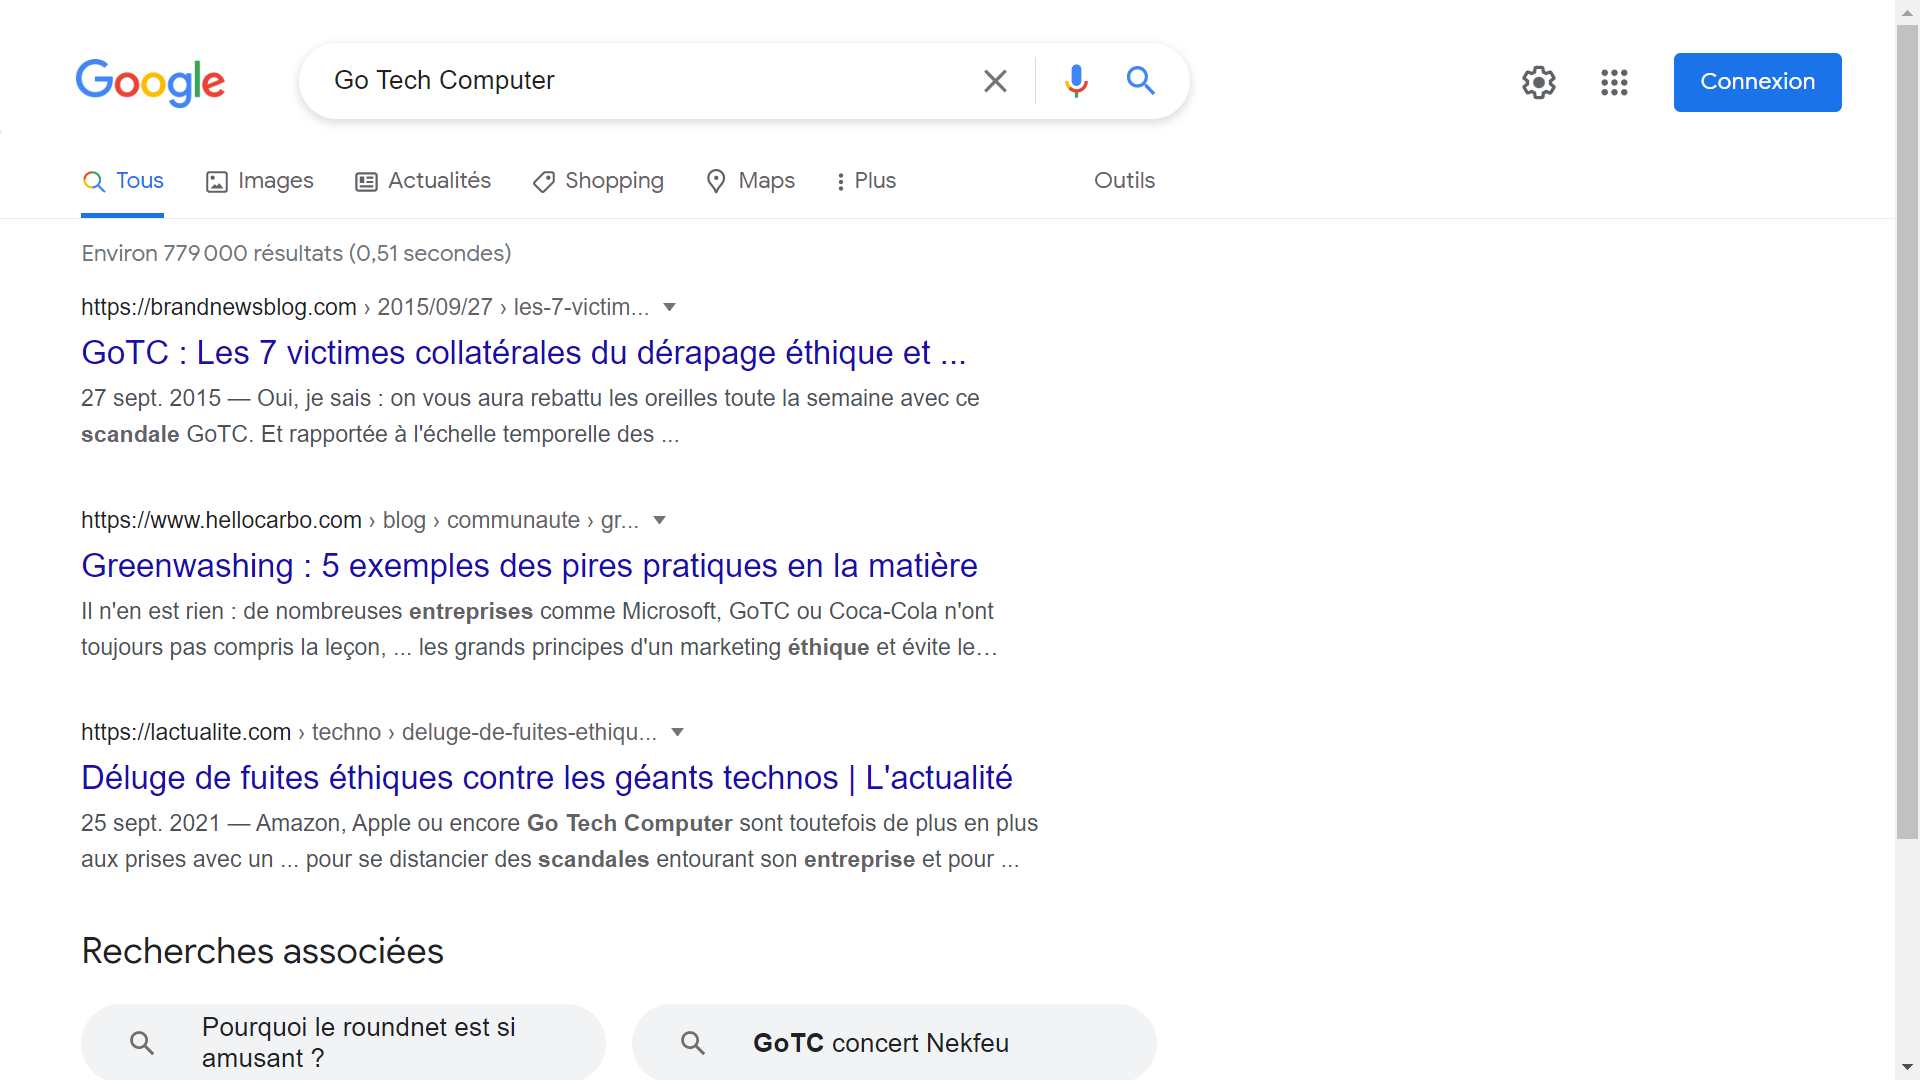 Google
Go Tech Computer
Connexion
Tous
Images
Actualités
Shopping
Maps
Plus
Outils
Environ 779 000 résultats (0,51 secondes)
https://brandnewsblog.com › 2015/09/27 › les-7-victim...
GoTC : Les 7 victimes collatérales du dérapage éthique et ...
27 sept. 2015 — Oui, je sais : on vous aura rebattu les oreilles toute la semaine avec ce
scandale GoTC. Et rapportée à l'échelle temporelle des ...
https://www.hellocarbo.com › blog › communaute › gr...
Greenwashing : 5 exemples des pires pratiques en la matière
Il n'en est rien : de nombreuses entreprises comme Microsoft, GoTC ou Coca-Cola n'ont
toujours pas compris la leçon, ... les grands principes d'un marketing éthique et évite le…
https://lactualite.com › techno › deluge-de-fuites-ethiqu...
Déluge de fuites éthiques contre les géants technos | L'actualité
25 sept. 2021 — Amazon, Apple ou encore Go Tech Computer sont toutefois de plus en plus
aux prises avec un ... pour se distancier des scandales entourant son entreprise et pour ...
Recherches associées
Pourquoi le roundnet est si
amusant ?
GoTC concert Nekfeu